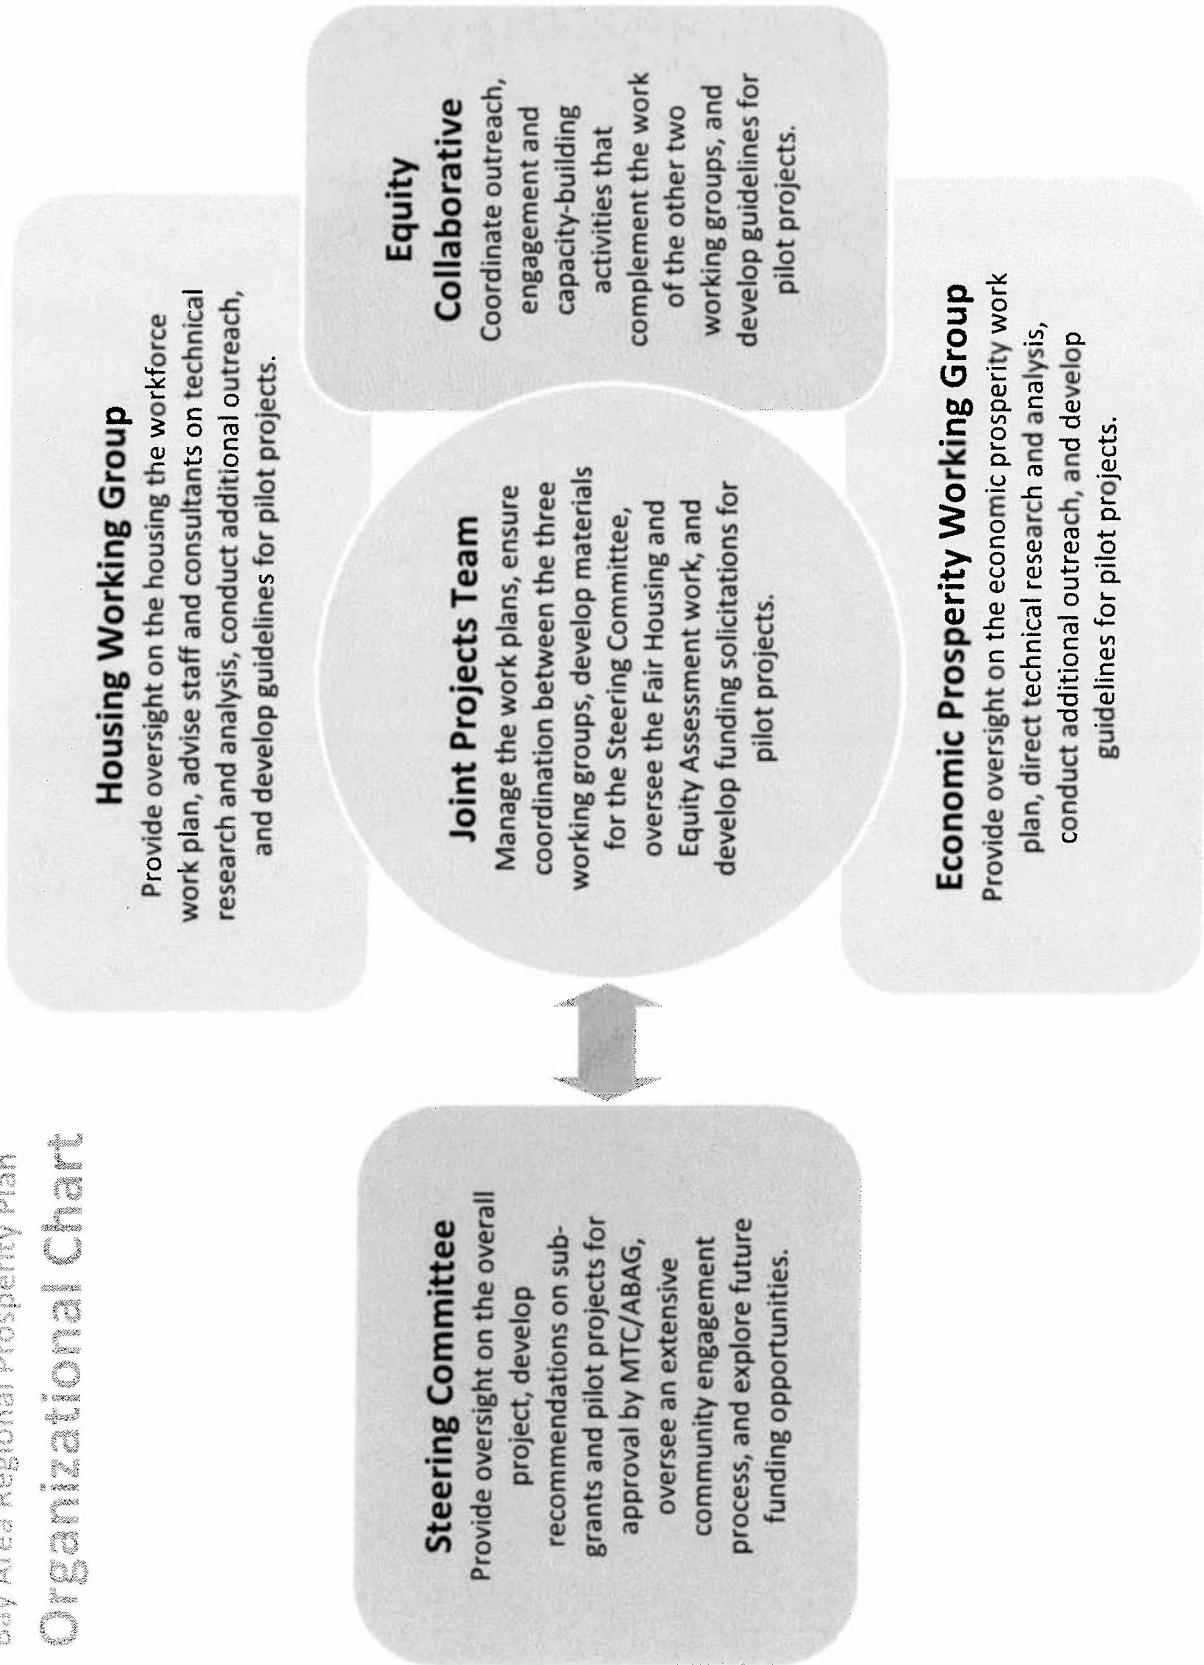 Bay Area Regional Prosperity Plan
Organizational Chart
Steering Committee
Provide oversight on the overall
project, develop
recommendations on sub-
grants and pilot projects for
approval by MTC/ABAG,
oversee an extensive
community engagement
process, and explore future
funding opportunities.
Housing Working Group
Provide oversight on the housing the workforce
work plan, advise staff and consultants on technical
research and analysis, conduct additional outreach,
and develop guidelines for pilot projects.
Joint Projects Team
Manage the work plans, ensure
coordination between the three
working groups, develop materials
for the Steering Committee,
oversee the Fair Housing and
Equity Assessment work, and
develop funding solicitations for
pilot projects.
Equity
Collaborative
Coordinate outreach,
engagement and
capacity-building
activities that
complement the work
of the other two
working groups, and
develop guidelines for
pilot projects.
Economic Prosperity Working Group
Provide oversight on the economic prosperity work
plan, direct technical research and analysis,
conduct additional outreach, and develop
guidelines for pilot projects.